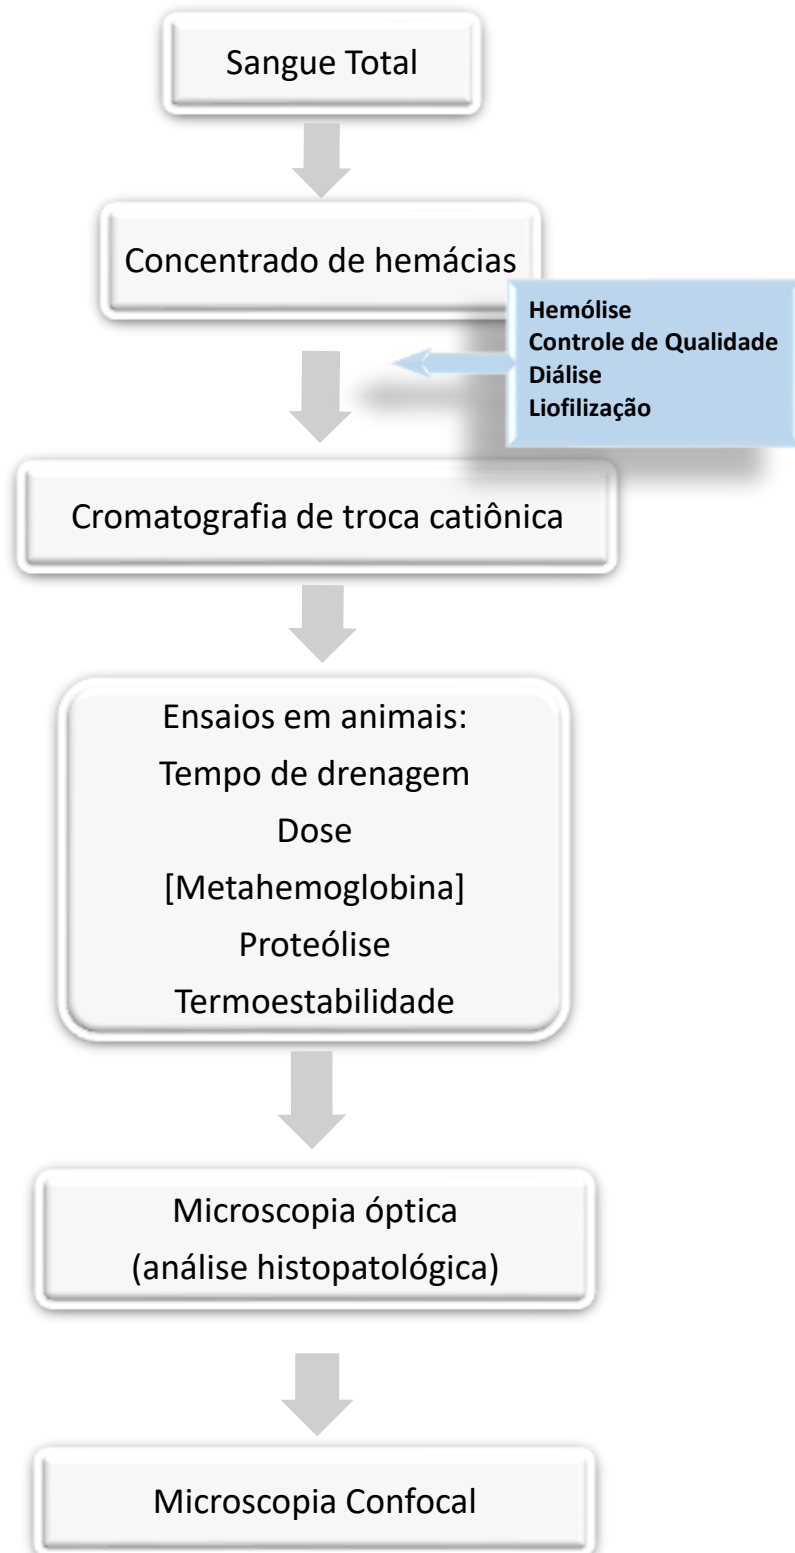 Sangue Total
Concentrado de hemácias
Hemólise
Controle de Qualidade
Diálise
Liofilização
Cromatografia de troca catiônica
Ensaios em animais:
Tempo de drenagem
Dose
[Metahemoglobina]
Proteólise
Termoestabilidade
Microscopia óptica
(análise histopatológica)
Microscopia Confocal